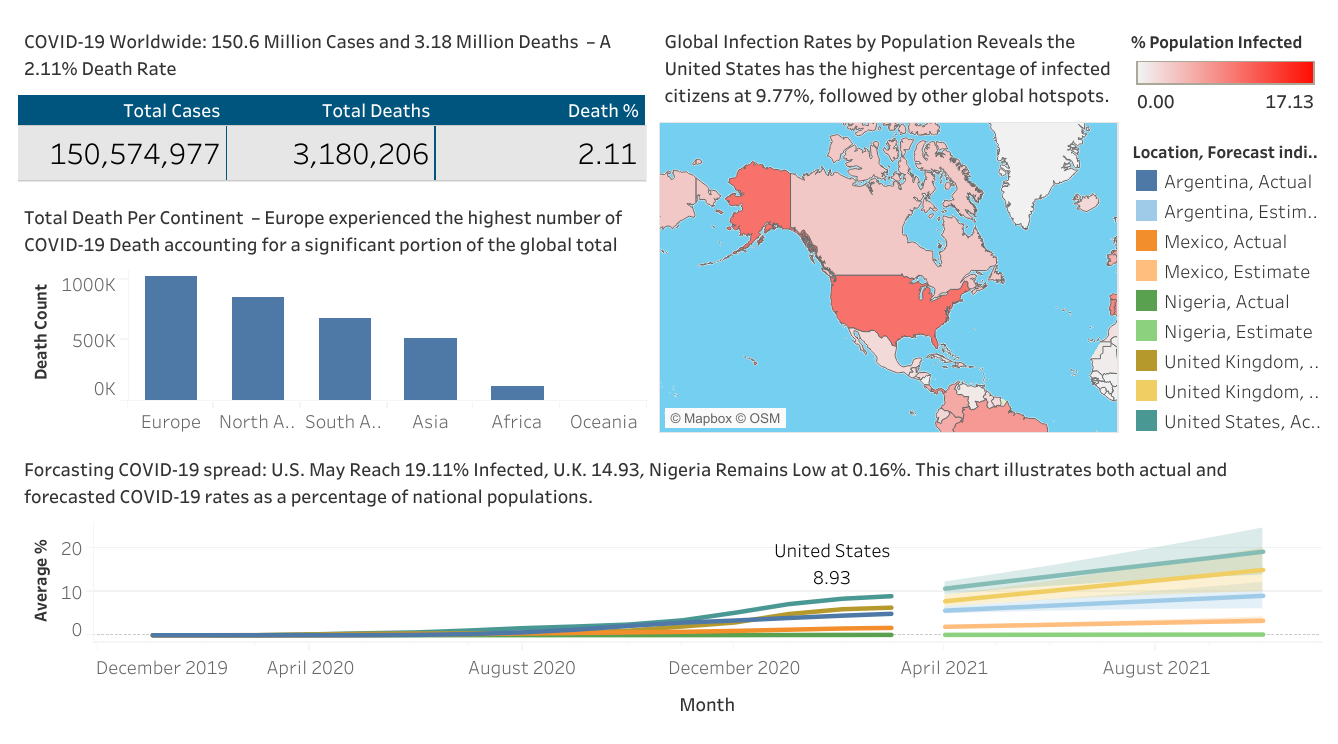 COVID-19 Worldwide: 150.6 Million Cases and 3.18 Million Deaths – A
2.11% Death Rate
Total Cases Total Deaths Death %
150,574,977 3,180,206 2.11
Total Death Per Continent – Europe experienced the highest number of
COVID-19 Death accounting for a significant portion of the global total
Death Count
1000K
500K
0K
Europe North A.. South A.. Asia Africa Oceania
Global Infection Rates by Population Reveals the
United States has the highest percentage of infected
citizens at 9.77%, followed by other global hotspots.
© Mapbox © OSM
% Population Infected
0.00 17.13
Location, Forecast indi..
Argentina, Actual
Argentina, Estim..
Mexico, Actual
Mexico, Estimate
Nigeria, Actual
Nigeria, Estimate
United Kingdom, ..
United Kingdom, ..
United States, Ac..
Forcasting COVID-19 spread: U.S. May Reach 19.11% Infected, U.K. 14.93, Nigeria Remains Low at 0.16%. This chart illustrates both actual and
forecasted COVID-19 rates as a percentage of national populations.
Average %
20
10
0
United States
8.93
December 2019 April 2020 August 2020 December 2020 April 2021 August 2021
Month